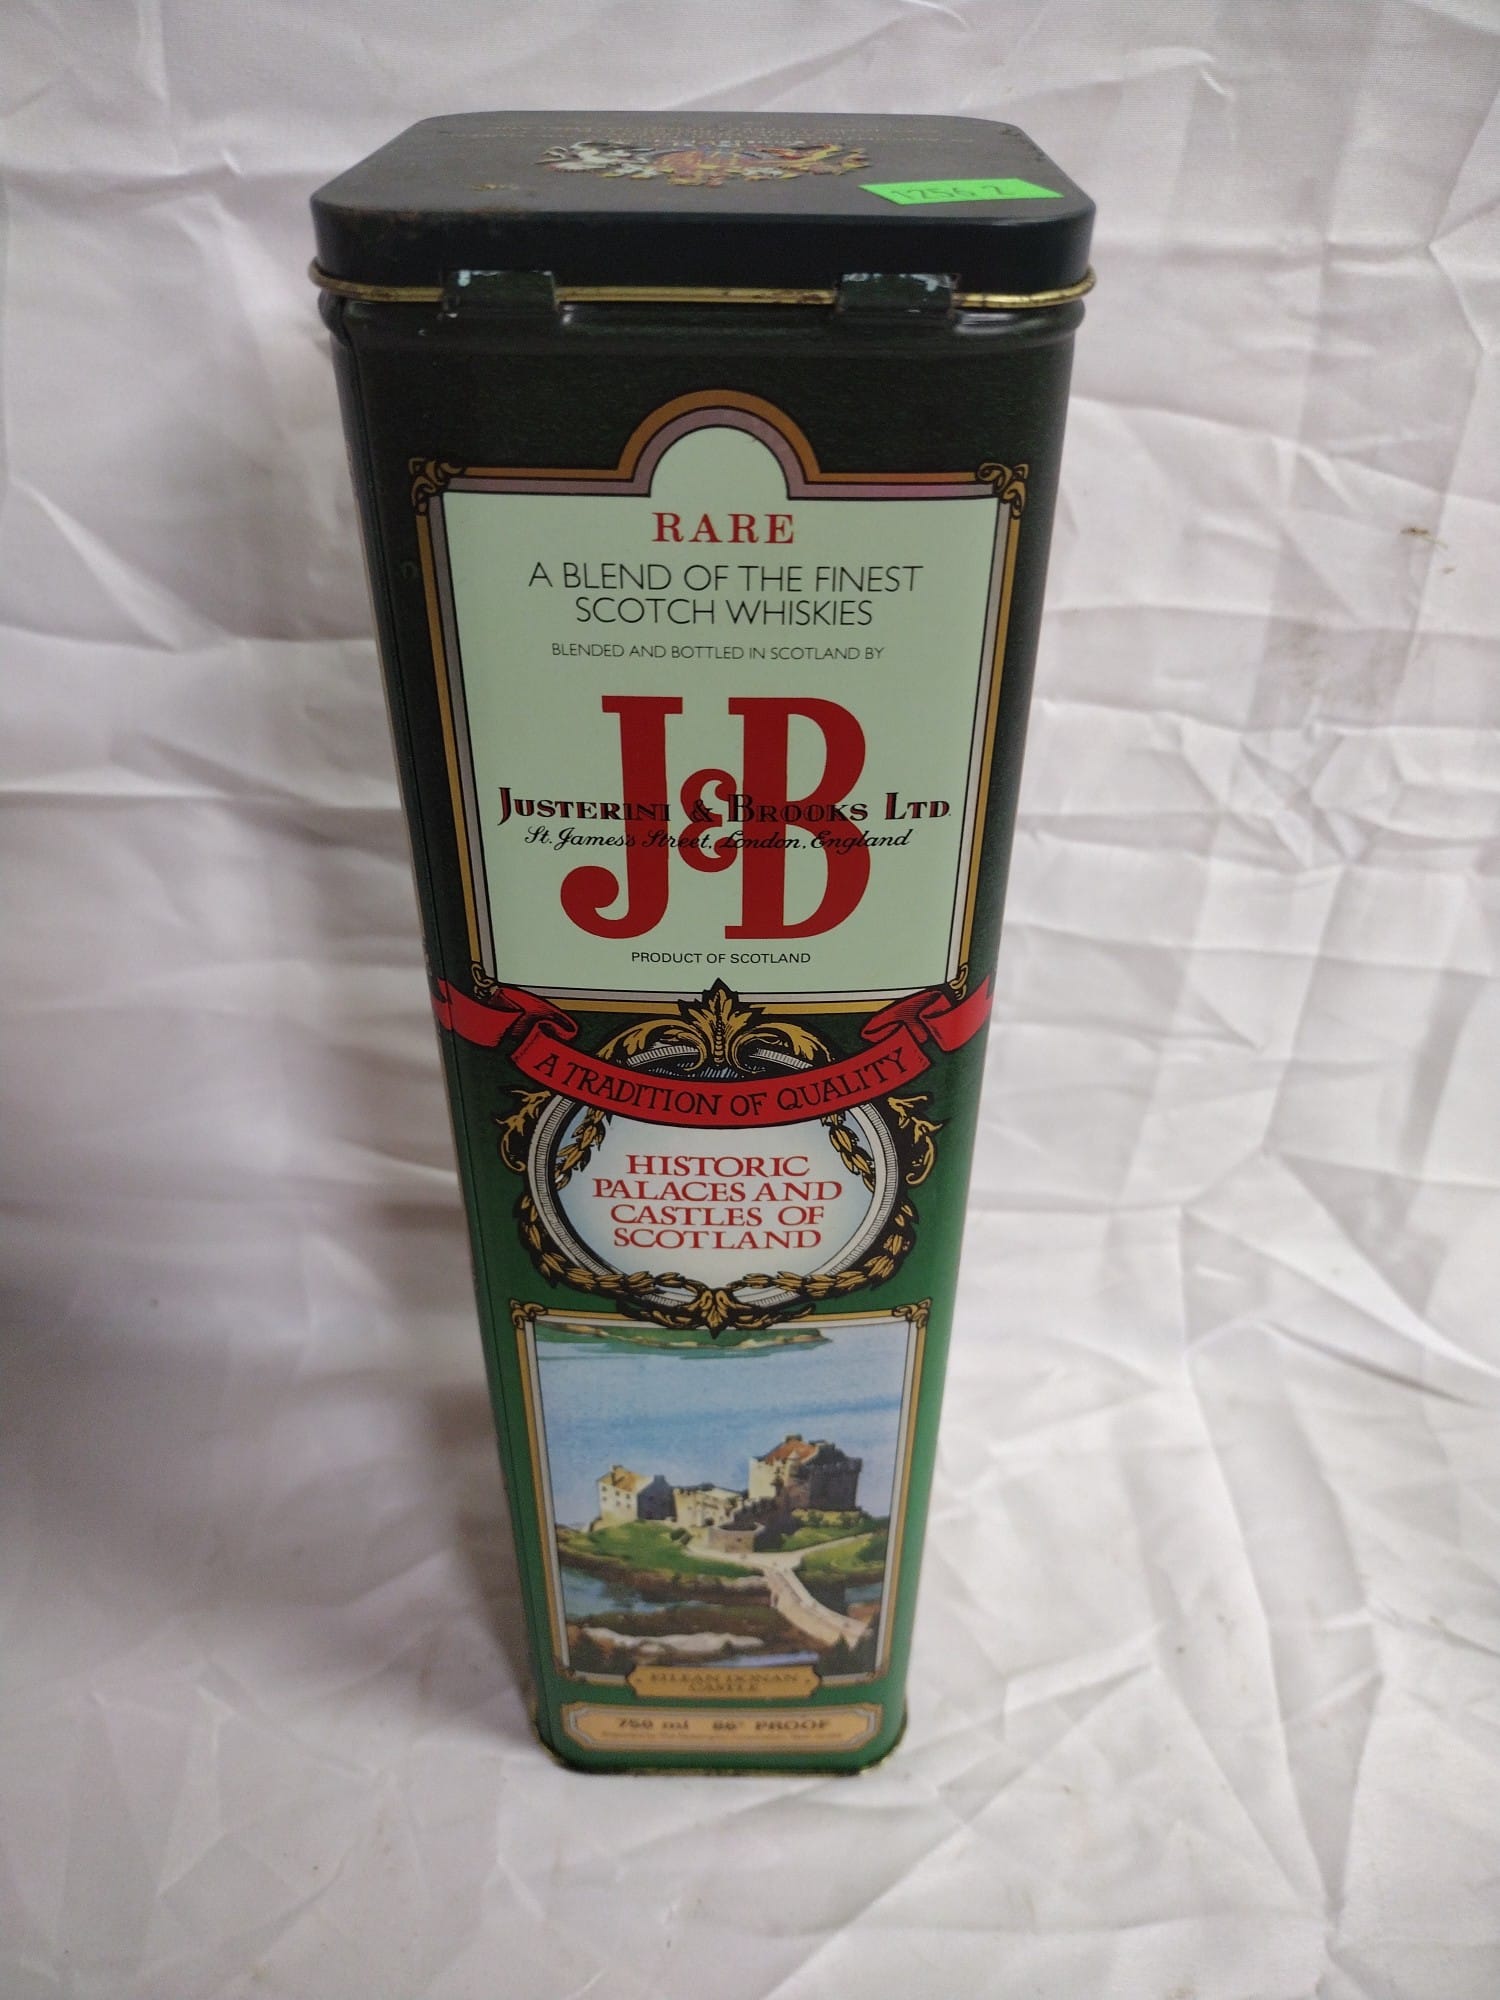 12562
RARE
A BLEND OF THE FINEST
SCOTCH WHISKIES
BLENDED AND BOTTLED IN SCOTLAND BY
J&B
JUSTERINI & BROOKS LTD.
St. James's Street, London, England
PRODUCT OF SCOTLAND
A TRADITION OF QUALITY
HISTORIC
PALACES AND
CASTLES OF
SCOTLAND
EILEAN DONAN
CASTLE
750 ml 86° PROOF